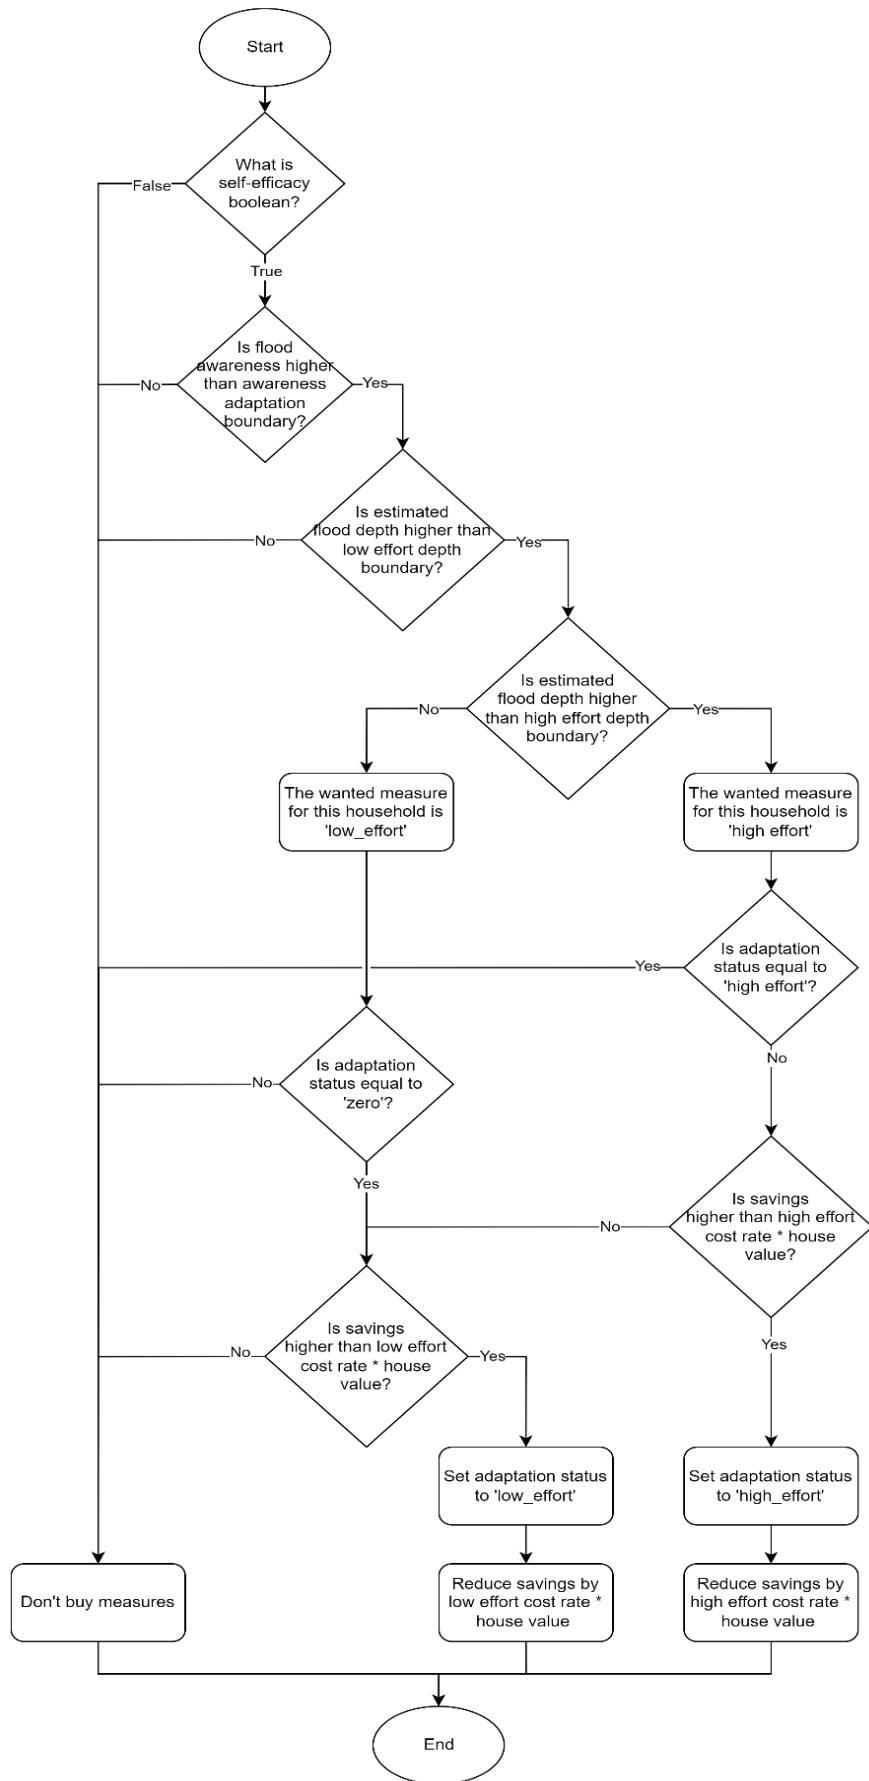 Start
What is
self-efficacy
boolean?
False
True
Is flood
awareness higher
than awareness
adaptation
boundary?
No
Yes
Is estimated
flood depth higher than
low effort depth
boundary?
No
Yes
Is estimated
flood depth higher
than high effort depth
boundary?
No
Yes
The wanted measure
for this household is
'low_effort'
The wanted measure
for this household is
'high effort'
Is adaptation
status equal to
'high effort'?
Yes
No
Is adaptation
status equal to
'zero'?
No
Yes
Is savings
higher than high effort
cost rate * house
value?
No
Yes
Is savings
higher than low effort
cost rate * house
value?
No
Yes
Set adaptation status
to 'low_effort'
Set adaptation status
to 'high_effort'
Don't buy measures
Reduce savings by
low effort cost rate *
house value
Reduce savings by
high effort cost rate *
house value
End